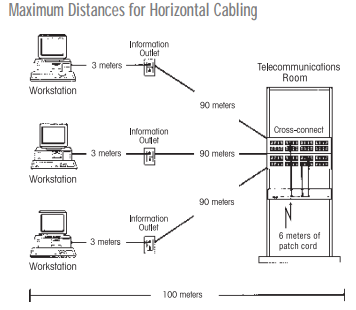 Maximum Distances for Horizontal Cabling
Information
Outlet
3 meters
Workstation
90 meters
Telecommunications
Room
Cross-connect
Information
Outlet
3 meters
90 meters
Workstation
90 meters
Information
Outlet
3 meters
Workstation
6 meters of
patch cord
100 meters